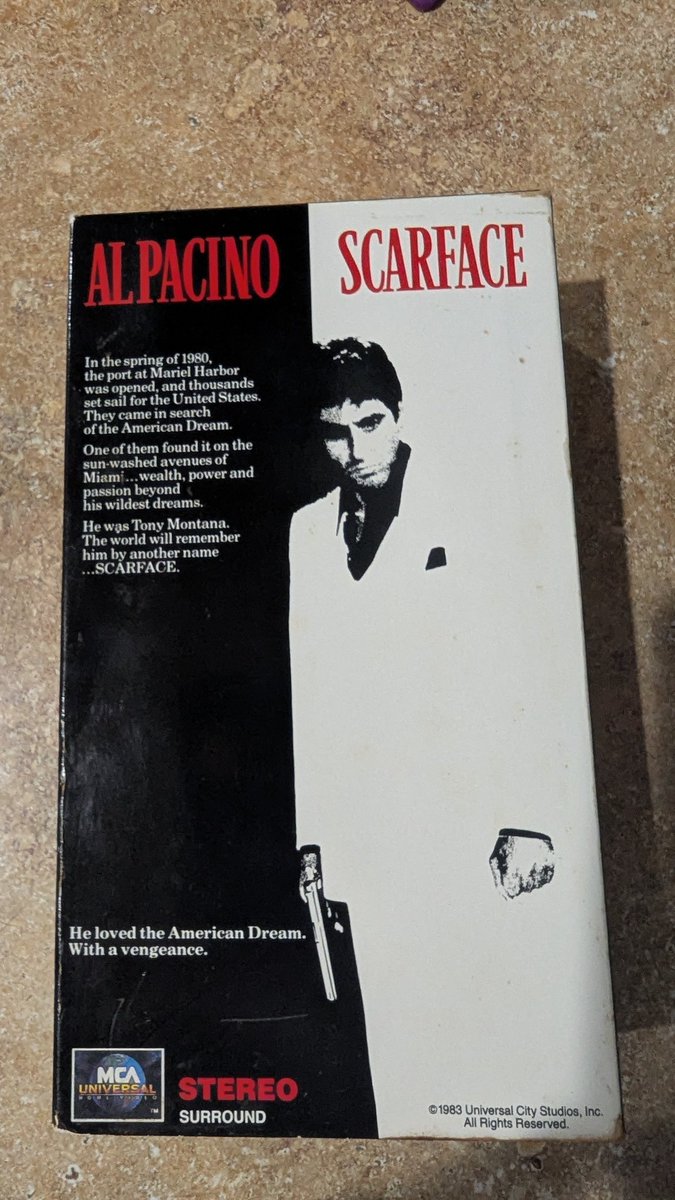 AL PACINO
SCARFACE
In the spring of 1980,
the port at Mariel Harbor
was opened, and thousands
set sail for the United States.
They came in search
of the American Dream.
One of them found it on the
sun-washed avenues of
Miami...wealth, power and
passion beyond
his wildest dreams.
He was Tony Montana.
The world will remember
him by another name
...SCARFACE.
He loved the American Dream.
With a vengeance.
MCA
UNIVERSAL
HOME VIDEO
TM
STEREO
SURROUND
©1983 Universal City Studios, Inc.
All Rights Reserved.